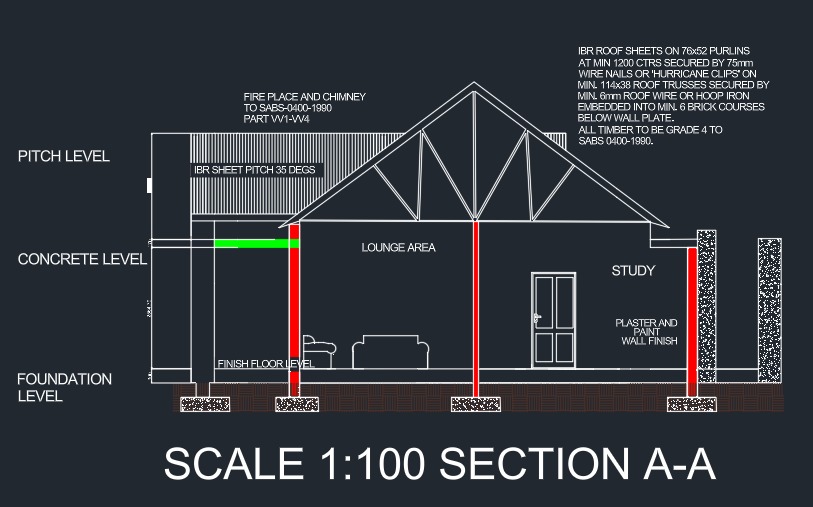 IBR ROOF SHEETS ON 76x52 PURLINS
AT MIN 1200 CTRS SECURED BY 75mm
WIRE NAILS OR 'HURRICANE CLIPS' ON
MIN. 114x38 ROOF TRUSSES SECURED BY
MIN. 6mm ROOF WIRE OR HOOP IRON
EMBEDDED INTO MIN. 6 BRICK COURSES
BELOW WALL PLATE.
ALL TIMBER TO BE GRADE 4 TO
SABS 0400-1990.
FIRE PLACE AND CHIMNEY
TO SABS-0400-1990
PART VV1-VV4
PITCH LEVEL
IBR SHEET PITCH 35 DEGS
CONCRETE LEVEL
LOUNGE AREA
STUDY
PLASTER AND
PAINT
WALL FINISH
FINISH FLOOR LEVEL
FOUNDATION
LEVEL
SCALE 1:100 SECTION A-A